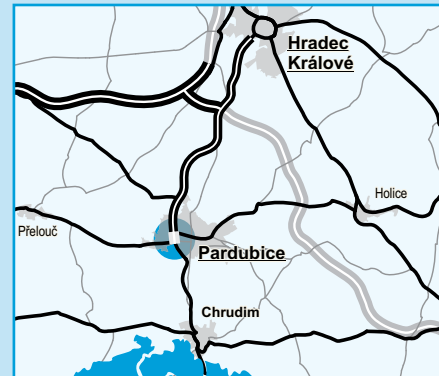 Hradec
Králové
Holice
Přelouč
Pardubice
Chrudim